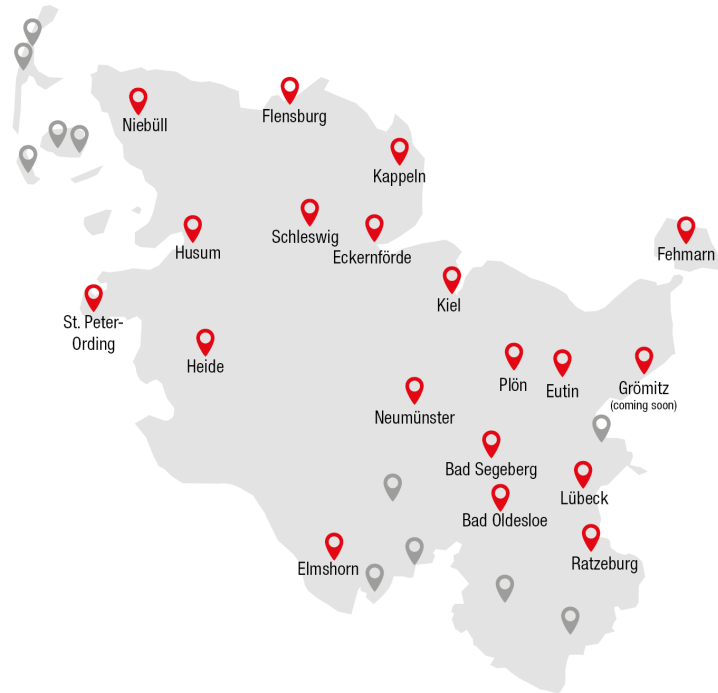 Flensburg
Niebüll
Kappeln
Schleswig
Husum
Eckernförde
Fehmarn
Kiel
St. Peter-
Ording
Heide
Plön
Eutin
Grömitz
(coming soon)
Neumünster
Bad Segeberg
Lübeck
Bad Oldesloe
Elmshorn
Ratzeburg